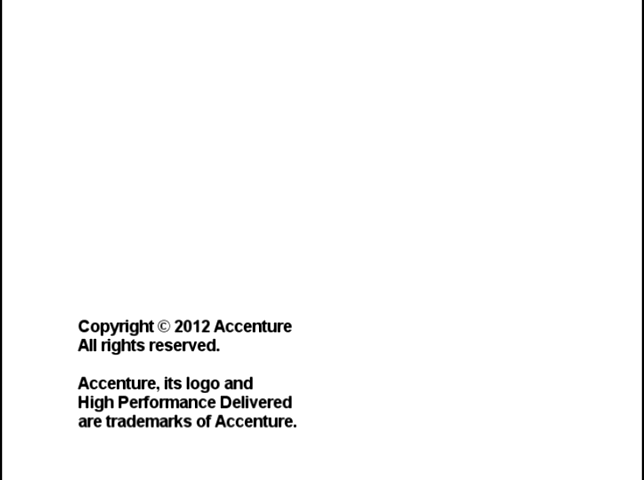 Copyright © 2012 Accenture
All rights reserved.
Accenture, its logo and
High Performance Delivered
are trademarks of Accenture.